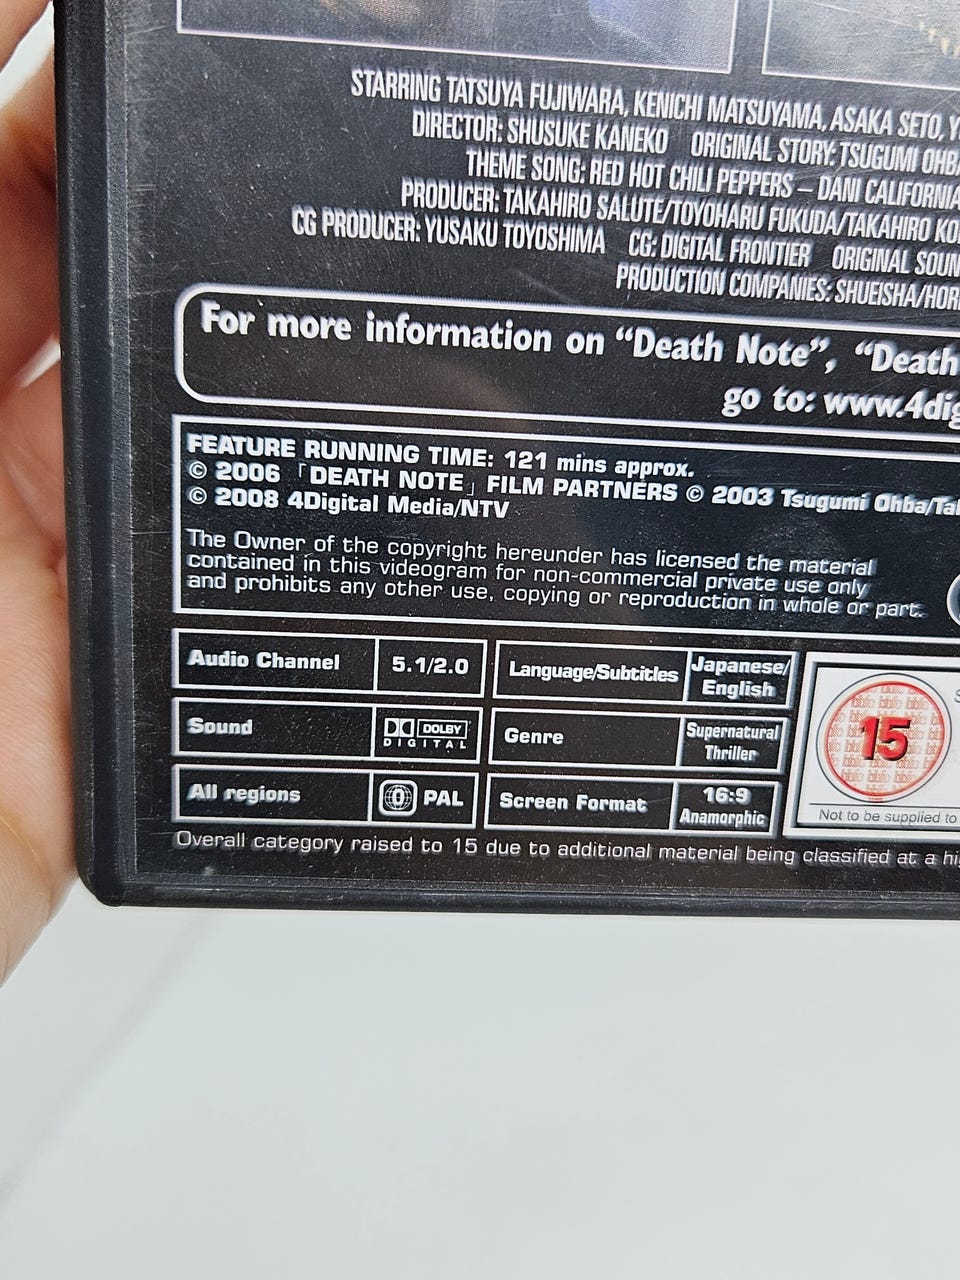 STARRING TATSUYA FUJIWARA, KENICHI MATSUYAMA, ASAKA SETO, Y
DIRECTOR: SHUSUKE KANEKO ORIGINAL STORY: TSUGUMI OHBA
THEME SONG: RED HOT CHILI PEPPERS – DANI CALIFORNIA
PRODUCER: TAKAHIRO SALUTE/TOYOHARU FUKUDA/TAKAHIRO KO
CG PRODUCER: YUSAKU TOYOSHIMA CG: DIGITAL FRONTIER ORIGINAL SOUN
PRODUCTION COMPANIES: SHUEISHA/HOR
For more information on “Death Note”, “Death
go to: www.4dig
FEATURE RUNNING TIME: 121 mins approx.
© 2006 「DEATH NOTE」 FILM PARTNERS © 2003 Tsugumi Ohba/Tak
© 2008 4Digital Media/NTV
The Owner of the copyright hereunder has licensed the material
contained in this videogram for non-commercial private use only
and prohibits any other use, copying or reproduction in whole or part.
Audio Channel 5.1/2.0 Language/Subtitles Japanese/
English
Sound DOLBY
DIGITAL
Genre Supernatural
Thriller
All regions 0 PAL Screen Format 16:9
Anamorphic
15
Not to be supplied to
Overall category raised to 15 due to additional material being classified at a hi